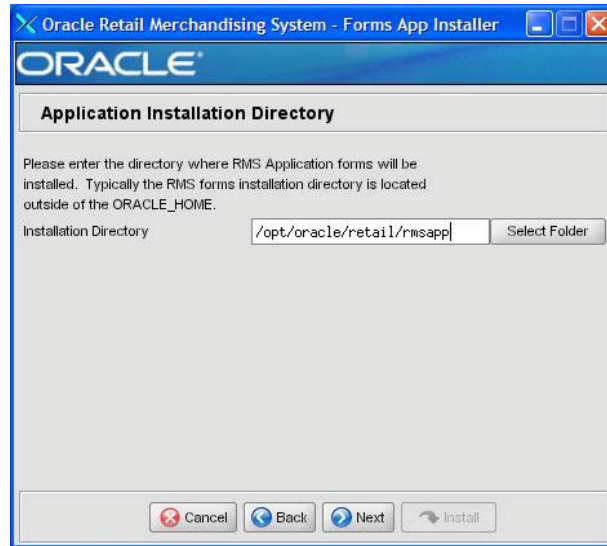 Oracle Retail Merchandising System - Forms App Installer
ORACLE
Application Installation Directory
Please enter the directory where RMS Application forms will be
installed. Typically the RMS forms installation directory is located
outside of the ORACLE_HOME.
Installation Directory /opt/oracle/retail/rmsapp Select Folder
Cancel Back Next Install